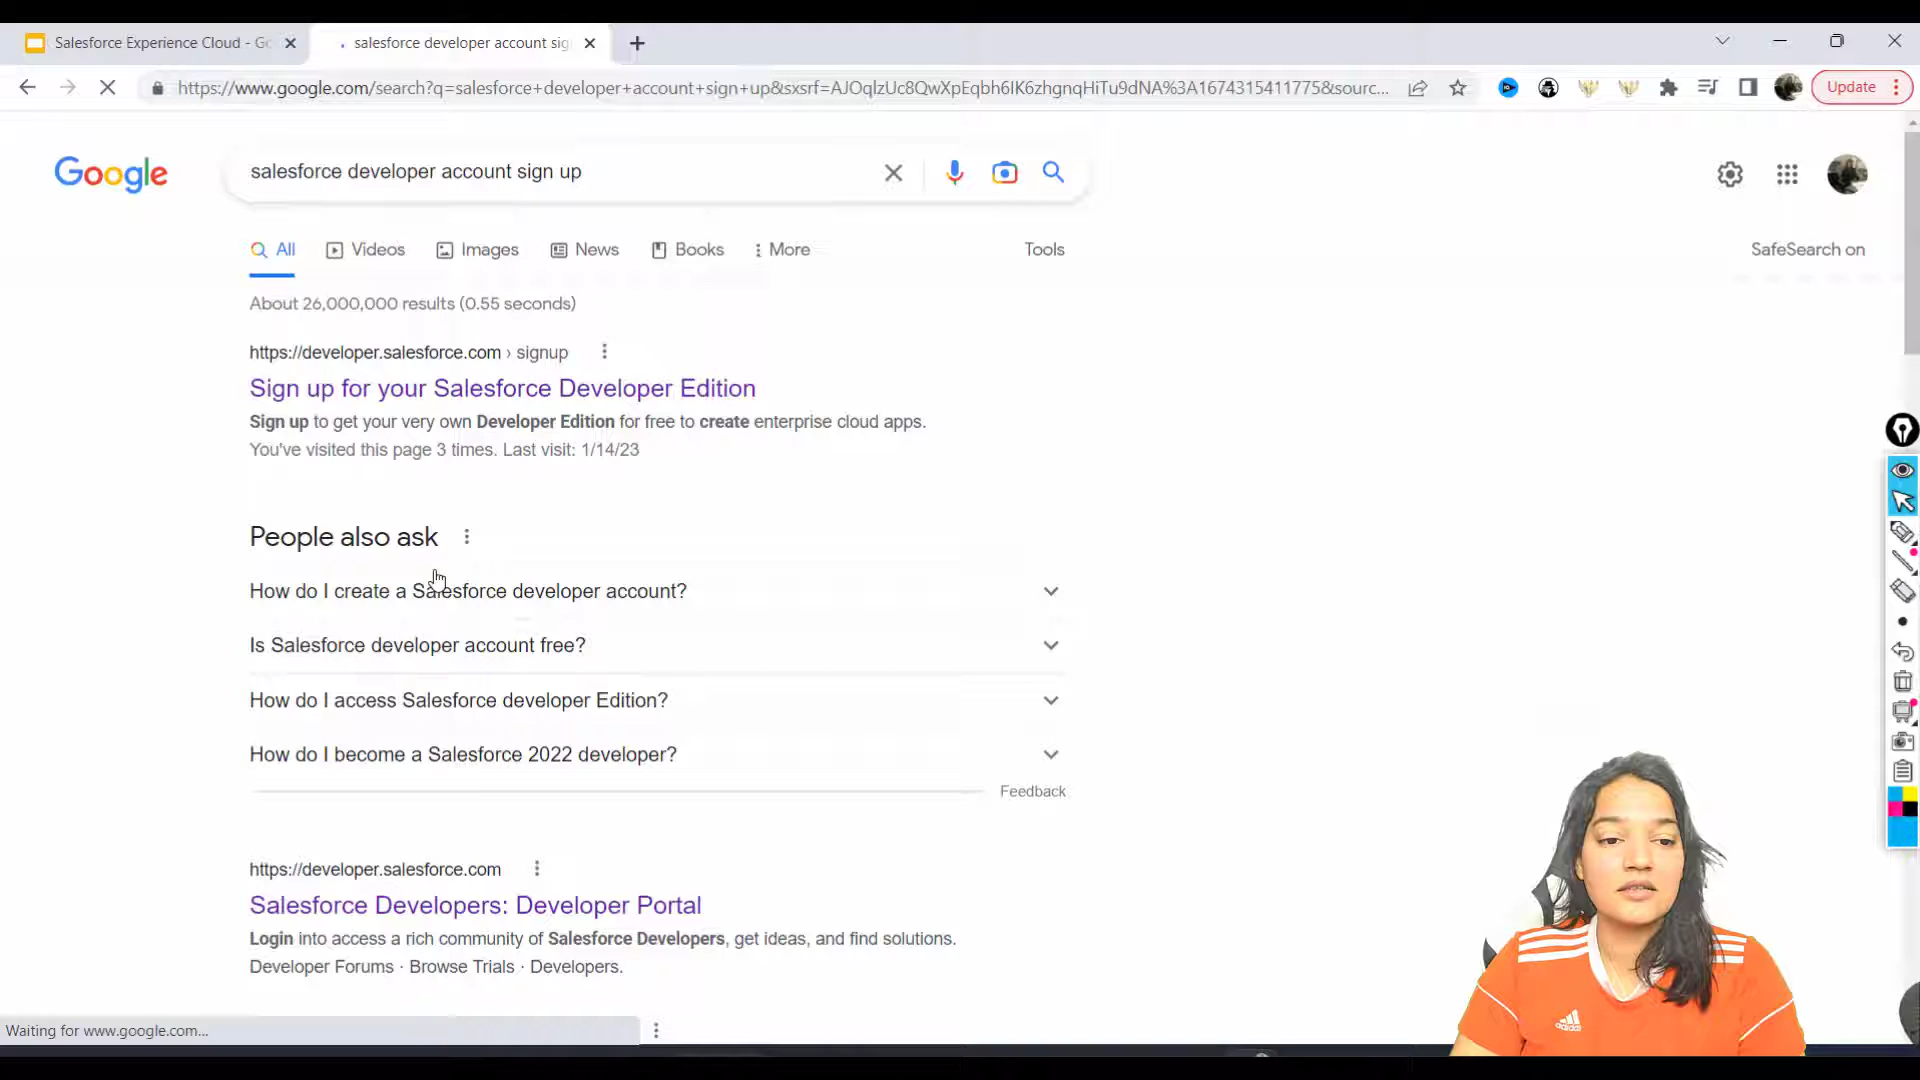 Salesforce Experience Cloud - Go
salesforce developer account sig
https://www.google.com/search?q=salesforce+developer+account+sign+up&sxsrf=AJOqlzUc8QwXpEqbh6IK6zhgnqHiTu9dNA%3A1674315411775&sourc...
Update
Google
salesforce developer account sign up
All Videos Images News Books More Tools SafeSearch on
About 26,000,000 results (0.55 seconds)
https://developer.salesforce.com › signup
Sign up for your Salesforce Developer Edition
Sign up to get your very own Developer Edition for free to create enterprise cloud apps.
You've visited this page 3 times. Last visit: 1/14/23
People also ask
How do I create a Salesforce developer account?
Is Salesforce developer account free?
How do I access Salesforce developer Edition?
How do I become a Salesforce 2022 developer?
Feedback
https://developer.salesforce.com
Salesforce Developers: Developer Portal
Login into access a rich community of Salesforce Developers, get ideas, and find solutions.
Developer Forums · Browse Trials · Developers.
Waiting for www.google.com...
adidas